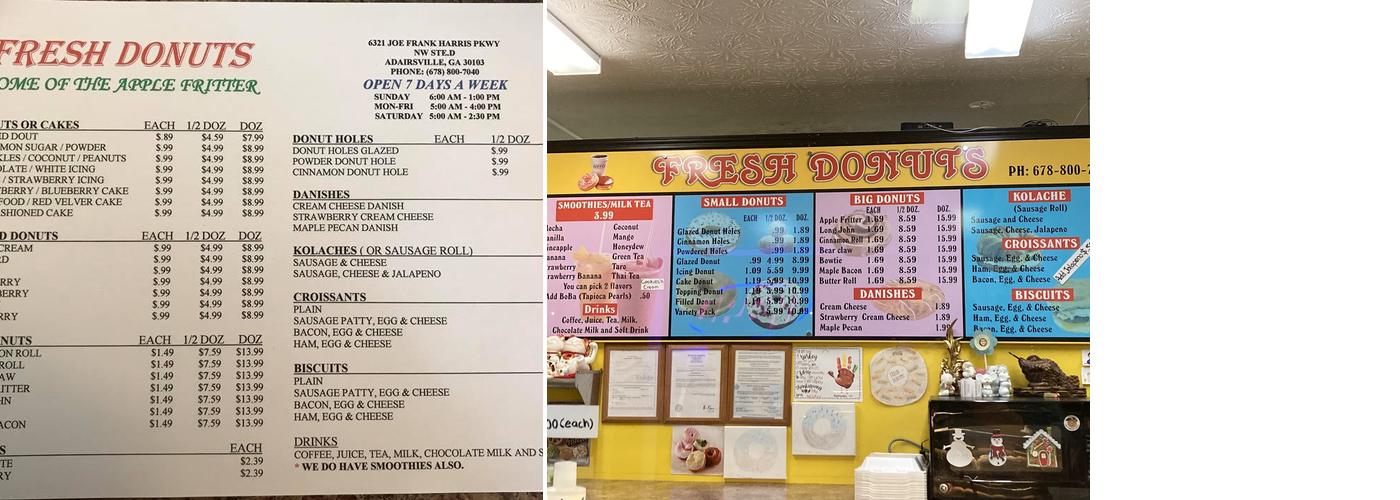 FRESH DONUTS
OME OF THE APPLE FRITTER
6321 JOE FRANK HARRIS PKWY
NW STE.D
ADAIRSVILLE, GA 30103
PHONE: (678) 800-7040
OPEN 7 DAYS A WEEK
SUNDAY 6:00 AM - 1:00 PM
MON-FRI 5:00 AM - 4:00 PM
SATURDAY 5:00 AM - 2:30 PM
UTS OR CAKES EACH 1/2 DOZ DOZ
ED DOUT $.89 $4.59 $7.99
MON SUGAR / POWDER $.99 $4.99 $8.99
KLES / COCONUT / PEANUTS $.99 $4.99 $8.99
OLATE / WHITE ICING $.99 $4.99 $8.99
/ STRAWBERRY ICING $.99 $4.99 $8.99
BERRY / BLUEBERRY CAKE $.99 $4.99 $8.99
FOOD / RED VELVER CAKE $.99 $4.99 $8.99
ASHIONED CAKE $.99 $4.99 $8.99
D DONUTS EACH 1/2 DOZ DOZ
CREAM $.99 $4.99 $8.99
RD $.99 $4.99 $8.99
$.99 $4.99 $8.99
RRY $.99 $4.99 $8.99
BERRY $.99 $4.99 $8.99
$.99 $4.99 $8.99
RRY $.99 $4.99 $8.99
NUTS EACH 1/2 DOZ DOZ
ON ROLL $1.49 $7.59 $13.99
ROLL $1.49 $7.59 $13.99
AW $1.49 $7.59 $13.99
RITTER $1.49 $7.59 $13.99
HN $1.49 $7.59 $13.99
$1.49 $7.59 $13.99
ACON $1.49 $7.59 $13.99
S EACH
TE $2.39
RY $2.39
DONUT HOLES EACH 1/2 DOZ
DONUT HOLES GLAZED $.99
POWDER DONUT HOLE $.99
CINNAMON DONUT HOLE $.99
DANISHES
CREAM CHEESE DANISH
STRAWBERRY CREAM CHEESE
MAPLE PECAN DANISH
KOLACHES ( OR SAUSAGE ROLL)
SAUSAGE & CHEESE
SAUSAGE, CHEESE & JALAPENO
CROISSANTS
PLAIN
SAUSAGE PATTY, EGG & CHEESE
BACON, EGG & CHEESE
HAM, EGG & CHEESE
BISCUITS
PLAIN
SAUSAGE PATTY, EGG & CHEESE
BACON, EGG & CHEESE
HAM, EGG & CHEESE
DRINKS
COFFEE, JUICE, TEA, MILK, CHOCOLATE MILK AND S
* WE DO HAVE SMOOTHIES ALSO.
FRESH DONUTS
PH: 678-800-7
SMOOTHIES/MILK TEA
3.99
locha Coconut
anilla Mango
ineapple Honeydew
anana Green Tea
rawberry Taro
rawberry Banana Thai Tea
You can pick 2 flavors
Cookies n
Cream
Add BoBa (Tapioca Pearls) .50
Drinks
Coffee, Juice, Tea, Milk,
Chocolate Milk and Soft Drink
SMALL DONUTS
EACH 1/2 DOZ. DOZ.
Glazed Donut Holes .99 1.89
Cinnamon Holes .99 1.89
Powdered Holes .99 1.89
Glazed Donut .99 4.99 8.99
Icing Donut 1.09 5.59 9.99
Cake Donut 1.19 5.99 10.99
Topping Donut 1.19 5.99 10.99
Filled Donut 1.19 5.99 10.99
Variety Pack 5.99 10.99
BIG DONUTS
EACH 1/2 DOZ. DOZ.
Apple Fritter 1.69 8.59 15.99
Long John 1.69 8.59 15.99
Cinnamon Roll 1.69 8.59 15.99
Bear claw 1.69 8.59 15.99
Bowtie 1.69 8.59 15.99
Maple Bacon 1.69 8.59 15.99
Butter Roll 1.69 8.59 15.99
DANISHES
Cream Cheese 1.89
Strawberry Cream Cheese 1.89
Maple Pecan 1.99
KOLACHE
(Sausage Roll)
Sausage and Cheese
Sausage, Cheese, Jalapeno
CROISSANTS
Sausage, Egg, & Cheese
Ham, Egg, & Cheese
Bacon, Egg, & Cheese
BISCUITS
Sausage, Egg, & Cheese
Ham, Egg, & Cheese
Bacon, Egg, & Cheese
00 (each)